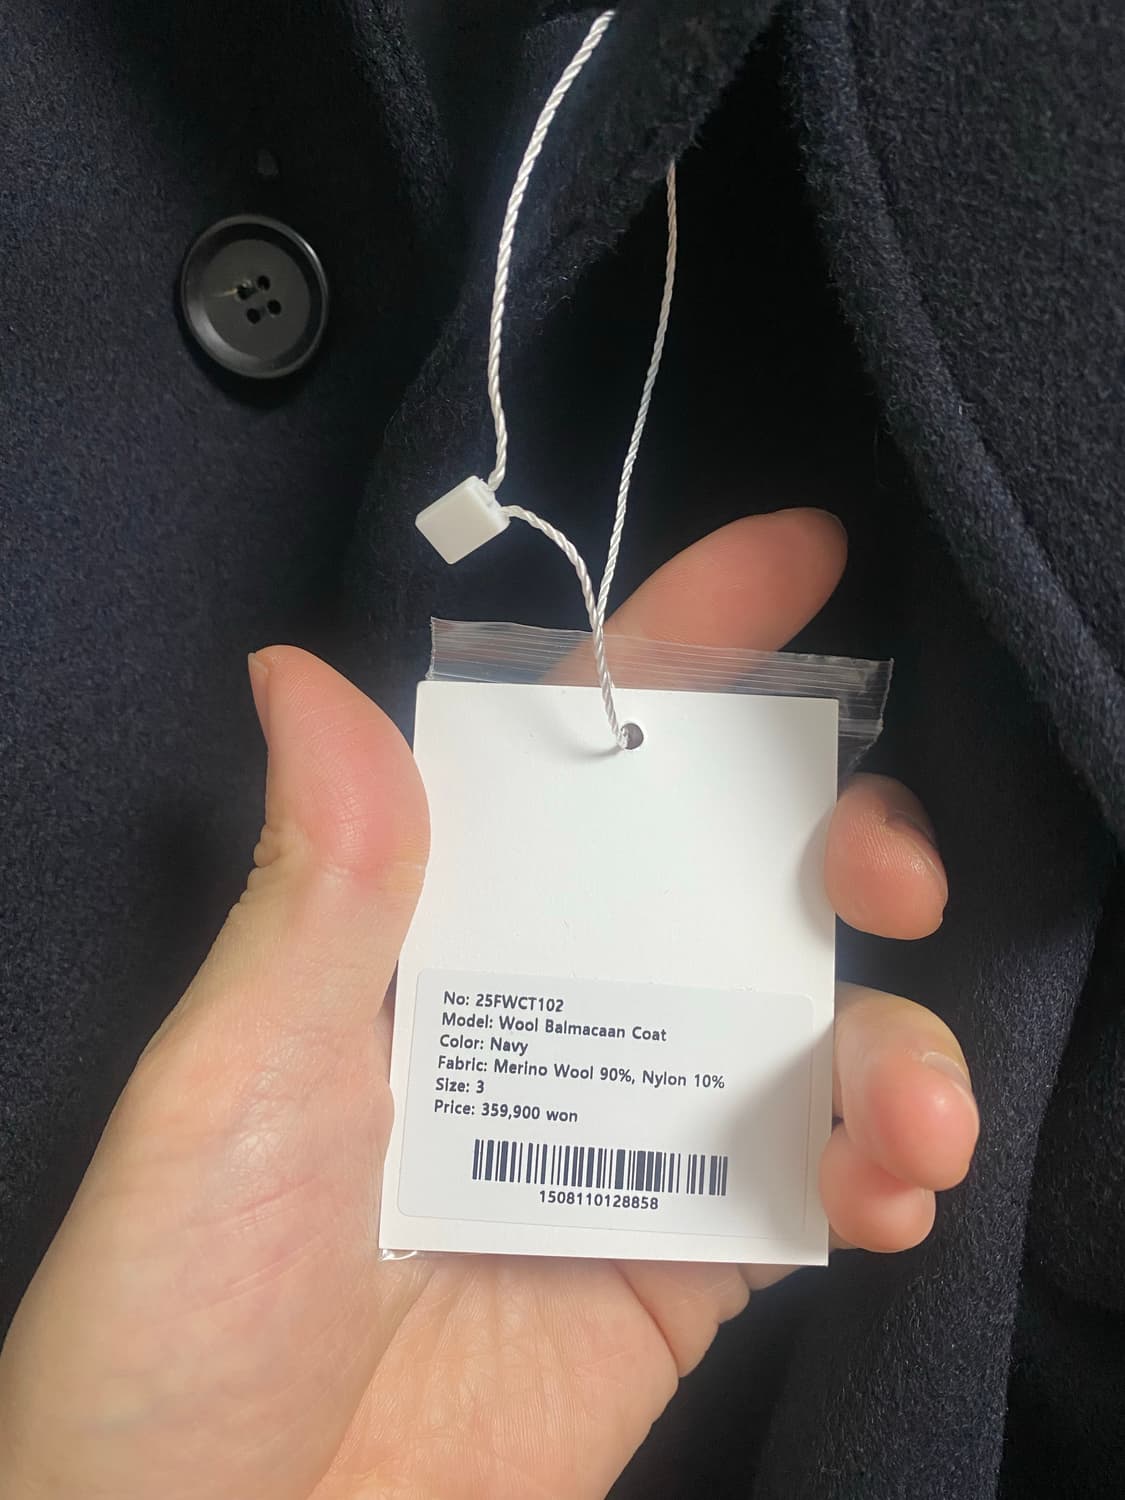 No: 25FWCT102
Model: Wool Balmacaan Coat
Color: Navy
Fabric: Merino Wool 90%, Nylon 10%
Size: 3
Price: 359,900 won
1508110128858